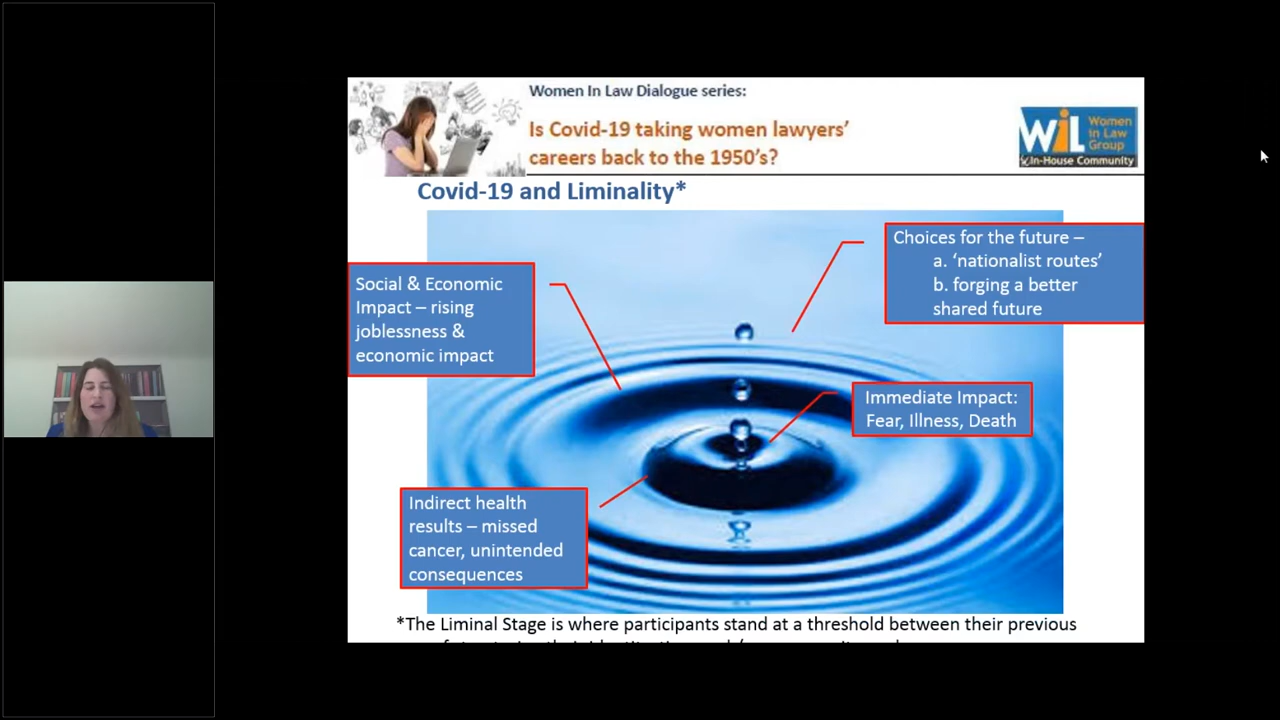 Women In Law Dialogue series:
Is Covid-19 taking women lawyers'
careers back to the 1950's?
WiL
Women
in Law
Group
In-House Community
Covid-19 and Liminality*
Social & Economic
Impact – rising
joblessness &
economic impact
Choices for the future –
a. 'nationalist routes'
b. forging a better
shared future
Immediate Impact:
Fear, Illness, Death
Indirect health
results – missed
cancer, unintended
consequences
*The Liminal Stage is where participants stand at a threshold between their previous